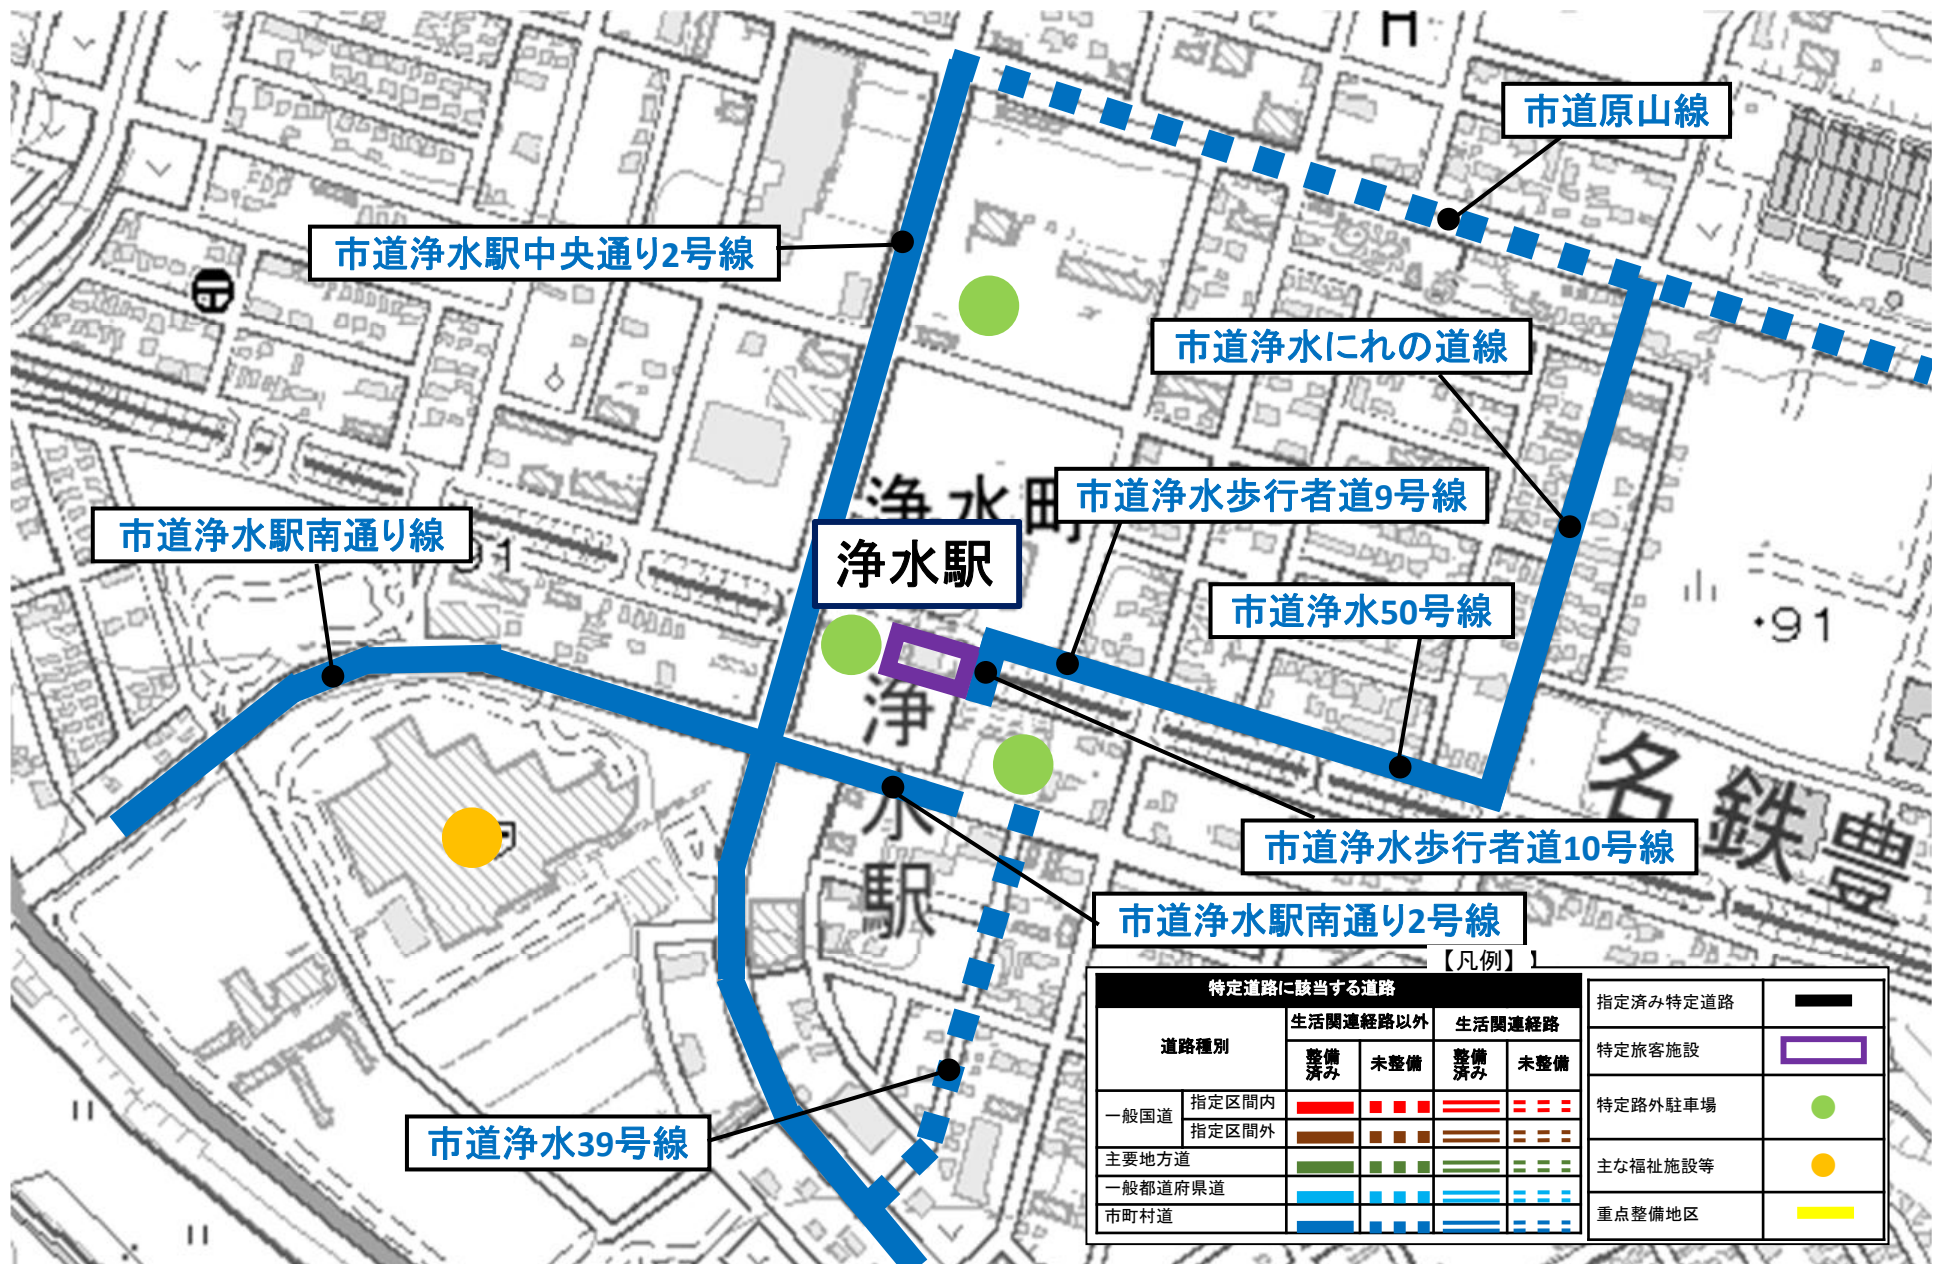 市道原山線
市道浄水駅中央通り2号線
市道浄水にれの道線
浄水町
市道浄水歩行者道9号線
市道浄水駅南通り線
91
浄水駅
市道浄水50号線
・91
浄水駅
名鉄豊
市道浄水歩行者道10号線
市道浄水駅南通り2号線
市道浄水39号線
【凡例】
特定道路に該当する道路
道路種別
生活関連経路以外
生活関連経路
整備済み
未整備
整備済み
未整備
一般国道
指定区間内
指定区間外
主要地方道
一般都道府県道
市町村道
指定済み特定道路
特定旅客施設
特定路外駐車場
主な福祉施設等
重点整備地区